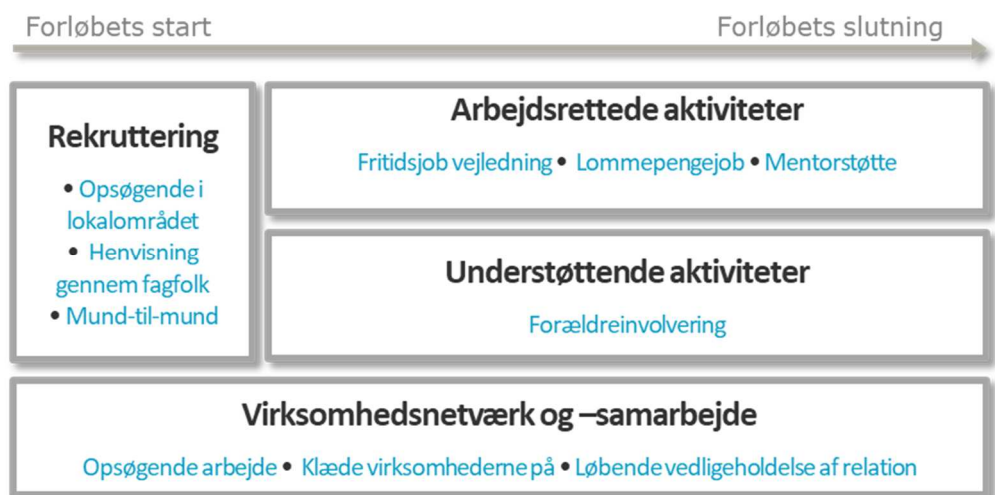 Forløbets start
Forløbets slutning
Rekruttering
• Opsøgende i
lokalområdet
• Henvisning
gennem fagfolk
• Mund-til-mund
Arbejdsrettede aktiviteter
Fritidsjob vejledning • Lommepengejob • Mentorstøtte
Understøttende aktiviteter
Forældreinvolvering
Virksomhedsnetværk og –samarbejde
Opsøgende arbejde • Klæde virksomhederne på • Løbende vedligeholdelse af relation